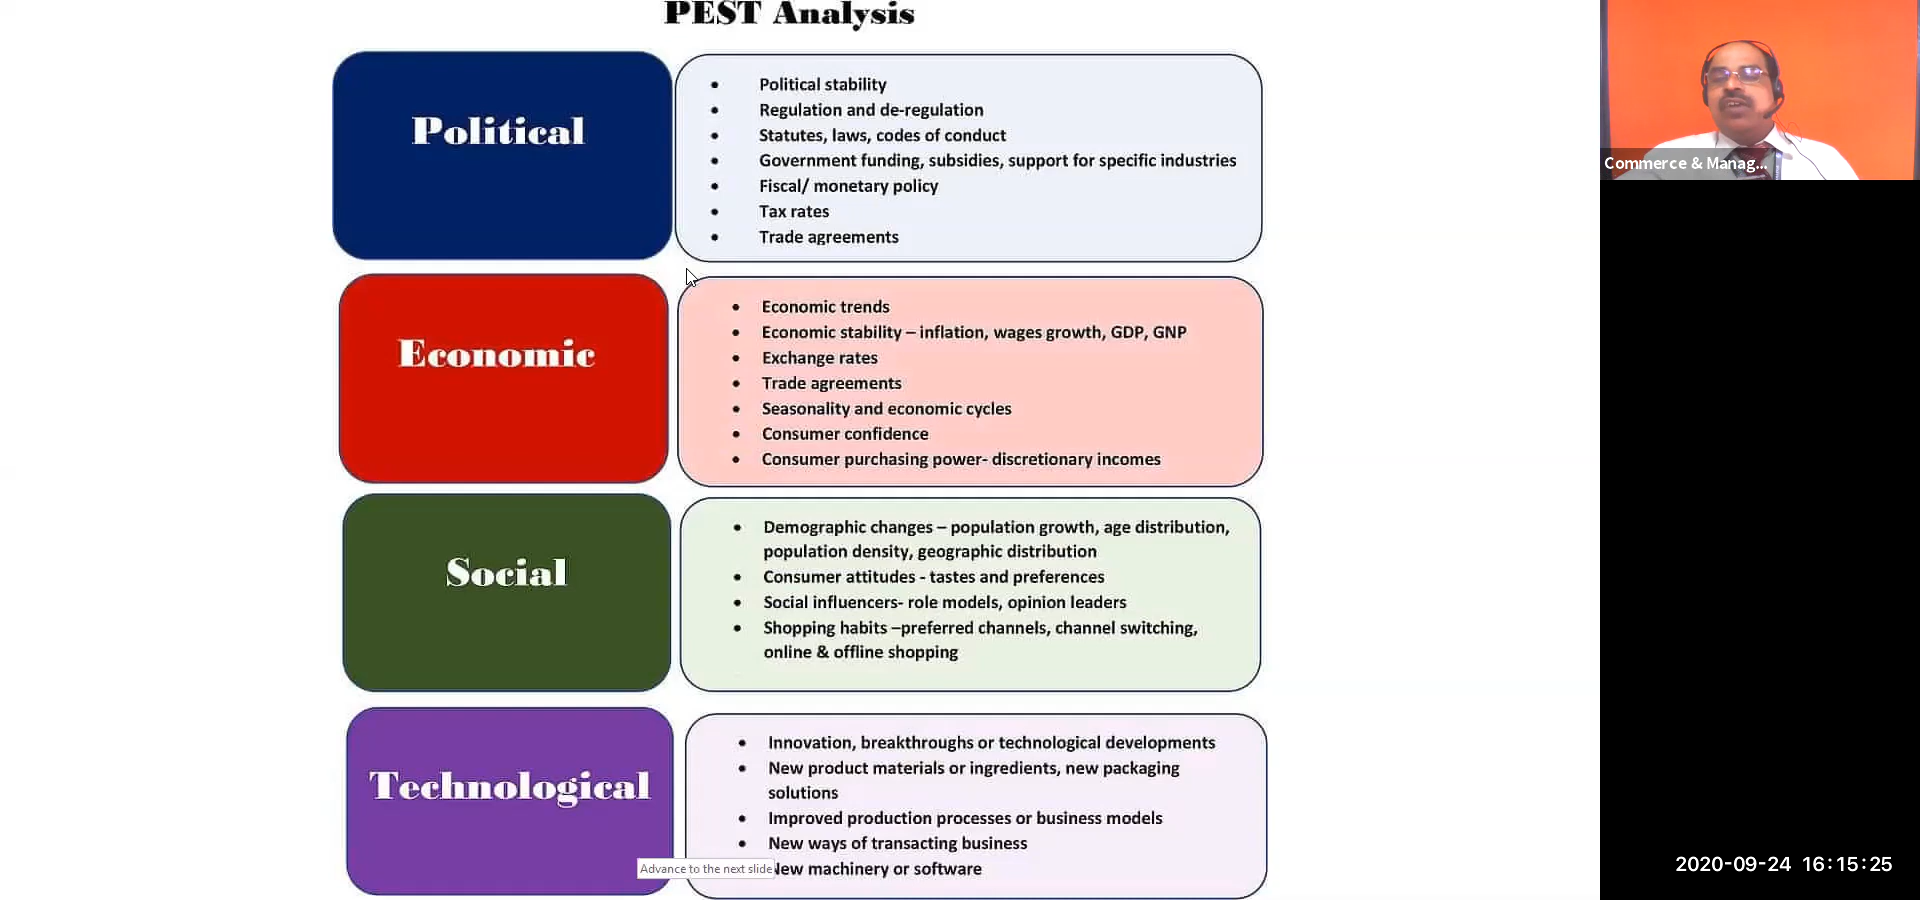 PEST Analysis
Political
• Political stability
• Regulation and de-regulation
• Statutes, laws, codes of conduct
• Government funding, subsidies, support for specific industries
• Fiscal/ monetary policy
• Tax rates
• Trade agreements
Economic
• Economic trends
• Economic stability – inflation, wages growth, GDP, GNP
• Exchange rates
• Trade agreements
• Seasonality and economic cycles
• Consumer confidence
• Consumer purchasing power- discretionary incomes
Social
• Demographic changes – population growth, age distribution,
population density, geographic distribution
• Consumer attitudes - tastes and preferences
• Social influencers- role models, opinion leaders
• Shopping habits –preferred channels, channel switching,
online & offline shopping
Technological
• Innovation, breakthroughs or technological developments
• New product materials or ingredients, new packaging
solutions
• Improved production processes or business models
• New ways of transacting business
New machinery or software
Advance to the next slide
Commerce & Manag...
2020-09-24 16:15:25